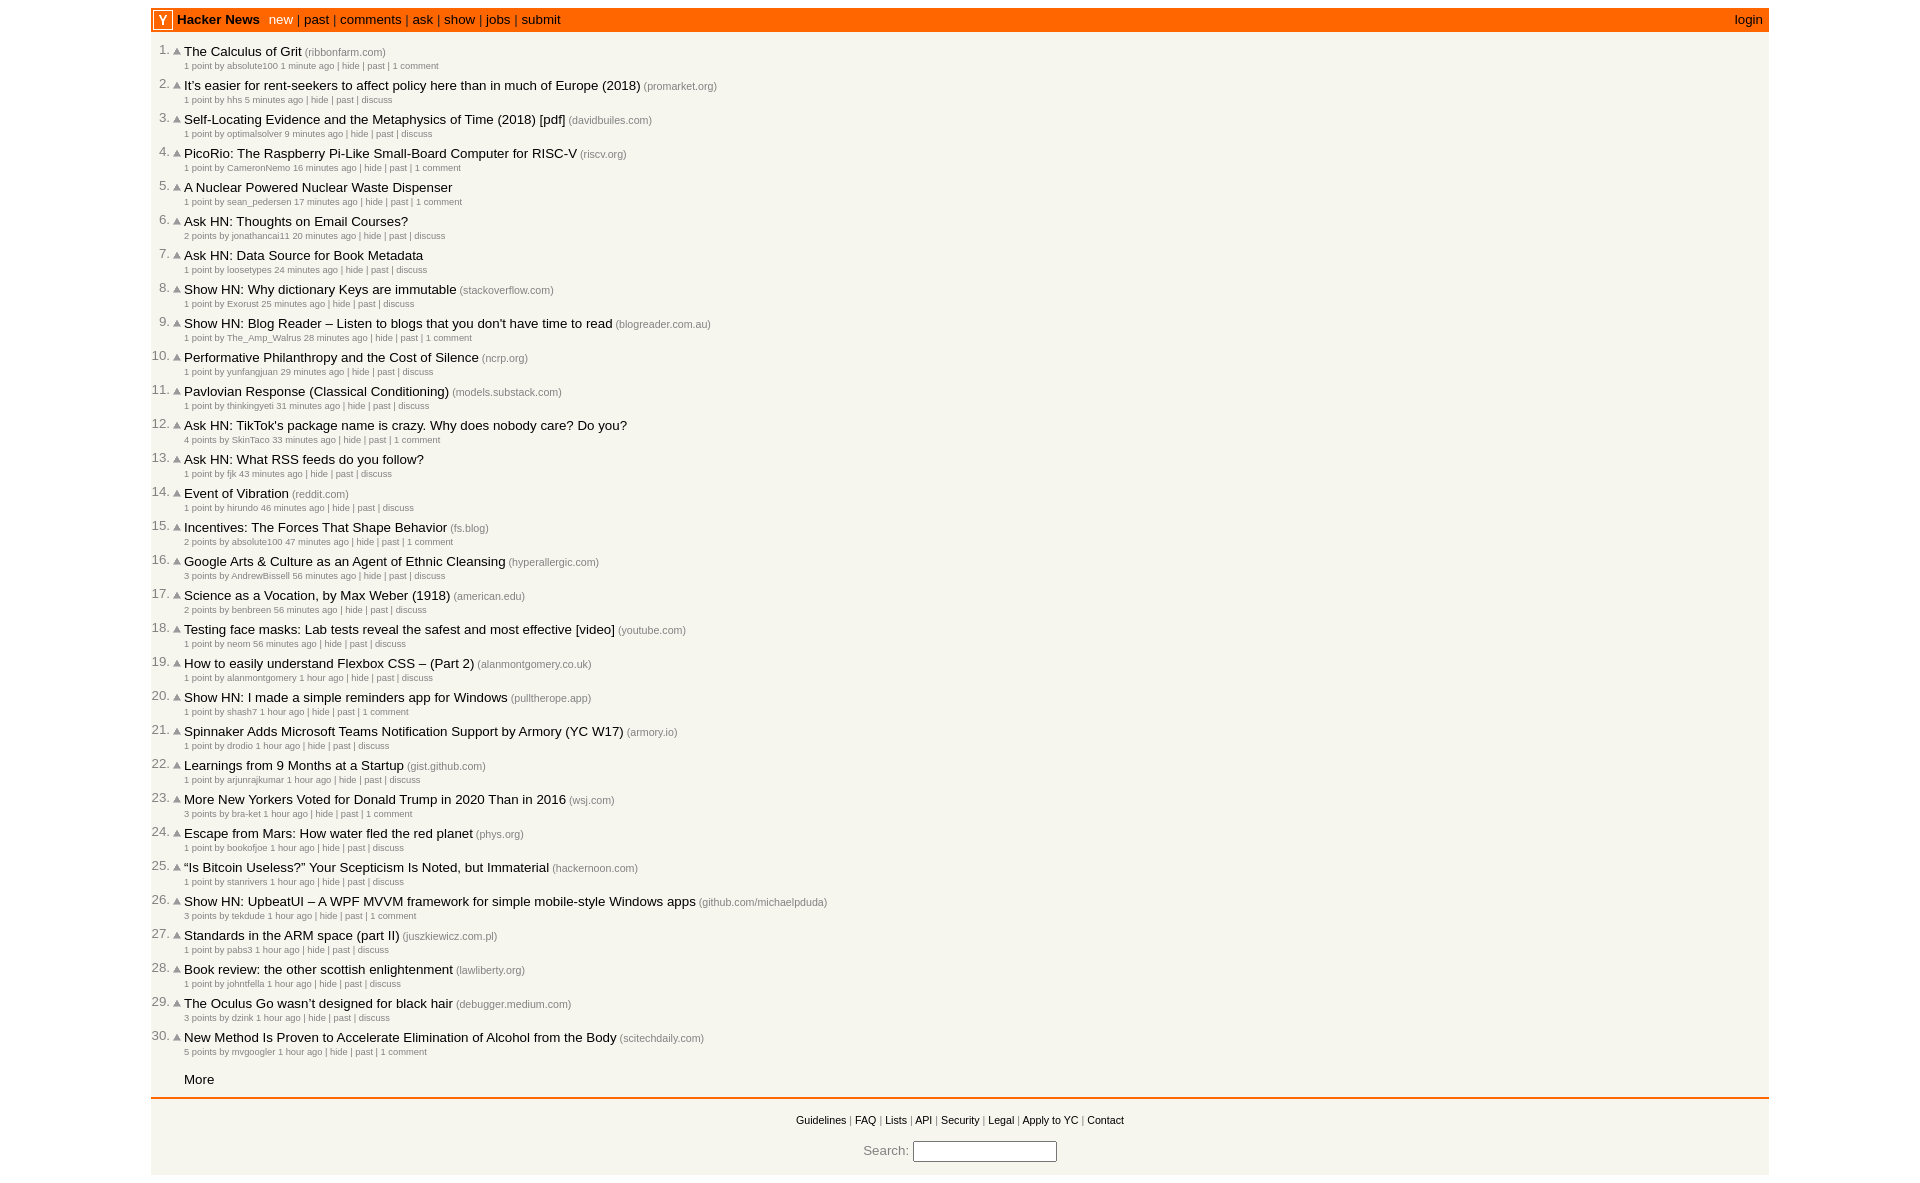 Y Hacker News new | past | comments | ask | show | jobs | submit login
1. The Calculus of Grit (ribbonfarm.com)
1 point by absolute100 1 minute ago | hide | past | 1 comment
2. It's easier for rent-seekers to affect policy here than in much of Europe (2018) (promarket.org)
1 point by hhs 5 minutes ago | hide | past | discuss
3. Self-Locating Evidence and the Metaphysics of Time (2018) [pdf] (davidbuiles.com)
1 point by optimalsolver 9 minutes ago | hide | past | discuss
4. PicoRio: The Raspberry Pi-Like Small-Board Computer for RISC-V (riscv.org)
1 point by CameronNemo 16 minutes ago | hide | past | 1 comment
5. A Nuclear Powered Nuclear Waste Dispenser
1 point by sean_pedersen 17 minutes ago | hide | past | 1 comment
6. Ask HN: Thoughts on Email Courses?
2 points by jonathancai11 20 minutes ago | hide | past | discuss
7. Ask HN: Data Source for Book Metadata
1 point by loosetypes 24 minutes ago | hide | past | discuss
8. Show HN: Why dictionary Keys are immutable (stackoverflow.com)
1 point by Exorust 25 minutes ago | hide | past | discuss
9. Show HN: Blog Reader – Listen to blogs that you don't have time to read (blogreader.com.au)
1 point by The_Amp_Walrus 28 minutes ago | hide | past | 1 comment
10. Performative Philanthropy and the Cost of Silence (ncrp.org)
1 point by yunfangjuan 29 minutes ago | hide | past | discuss
11. Pavlovian Response (Classical Conditioning) (models.substack.com)
1 point by thinkingyeti 31 minutes ago | hide | past | discuss
12. Ask HN: TikTok's package name is crazy. Why does nobody care? Do you?
4 points by SkinTaco 33 minutes ago | hide | past | 1 comment
13. Ask HN: What RSS feeds do you follow?
1 point by fjk 43 minutes ago | hide | past | discuss
14. Event of Vibration (reddit.com)
1 point by hirundo 46 minutes ago | hide | past | discuss
15. Incentives: The Forces That Shape Behavior (fs.blog)
2 points by absolute100 47 minutes ago | hide | past | 1 comment
16. Google Arts & Culture as an Agent of Ethnic Cleansing (hyperallergic.com)
3 points by AndrewBissell 56 minutes ago | hide | past | discuss
17. Science as a Vocation, by Max Weber (1918) (american.edu)
2 points by benbreen 56 minutes ago | hide | past | discuss
18. Testing face masks: Lab tests reveal the safest and most effective [video] (youtube.com)
1 point by neom 56 minutes ago | hide | past | discuss
19. How to easily understand Flexbox CSS – (Part 2) (alanmontgomery.co.uk)
1 point by alanmontgomery 1 hour ago | hide | past | discuss
20. Show HN: I made a simple reminders app for Windows (pulltherope.app)
1 point by shash7 1 hour ago | hide | past | 1 comment
21. Spinnaker Adds Microsoft Teams Notification Support by Armory (YC W17) (armory.io)
1 point by drodio 1 hour ago | hide | past | discuss
22. Learnings from 9 Months at a Startup (gist.github.com)
1 point by arjunrajkumar 1 hour ago | hide | past | discuss
23. More New Yorkers Voted for Donald Trump in 2020 Than in 2016 (wsj.com)
3 points by bra-ket 1 hour ago | hide | past | 1 comment
24. Escape from Mars: How water fled the red planet (phys.org)
1 point by bookofjoe 1 hour ago | hide | past | discuss
25. “Is Bitcoin Useless?” Your Scepticism Is Noted, but Immaterial (hackernoon.com)
1 point by stanrivers 1 hour ago | hide | past | discuss
26. Show HN: UpbeatUI – A WPF MVVM framework for simple mobile-style Windows apps (github.com/michaelpduda)
3 points by tekdude 1 hour ago | hide | past | 1 comment
27. Standards in the ARM space (part II) (juszkiewicz.com.pl)
1 point by pabs3 1 hour ago | hide | past | discuss
28. Book review: the other scottish enlightenment (lawliberty.org)
1 point by johntfella 1 hour ago | hide | past | discuss
29. The Oculus Go wasn’t designed for black hair (debugger.medium.com)
3 points by dzink 1 hour ago | hide | past | discuss
30. New Method Is Proven to Accelerate Elimination of Alcohol from the Body (scitechdaily.com)
5 points by mvgoogler 1 hour ago | hide | past | 1 comment
More
Guidelines | FAQ | Lists | API | Security | Legal | Apply to YC | Contact
Search: